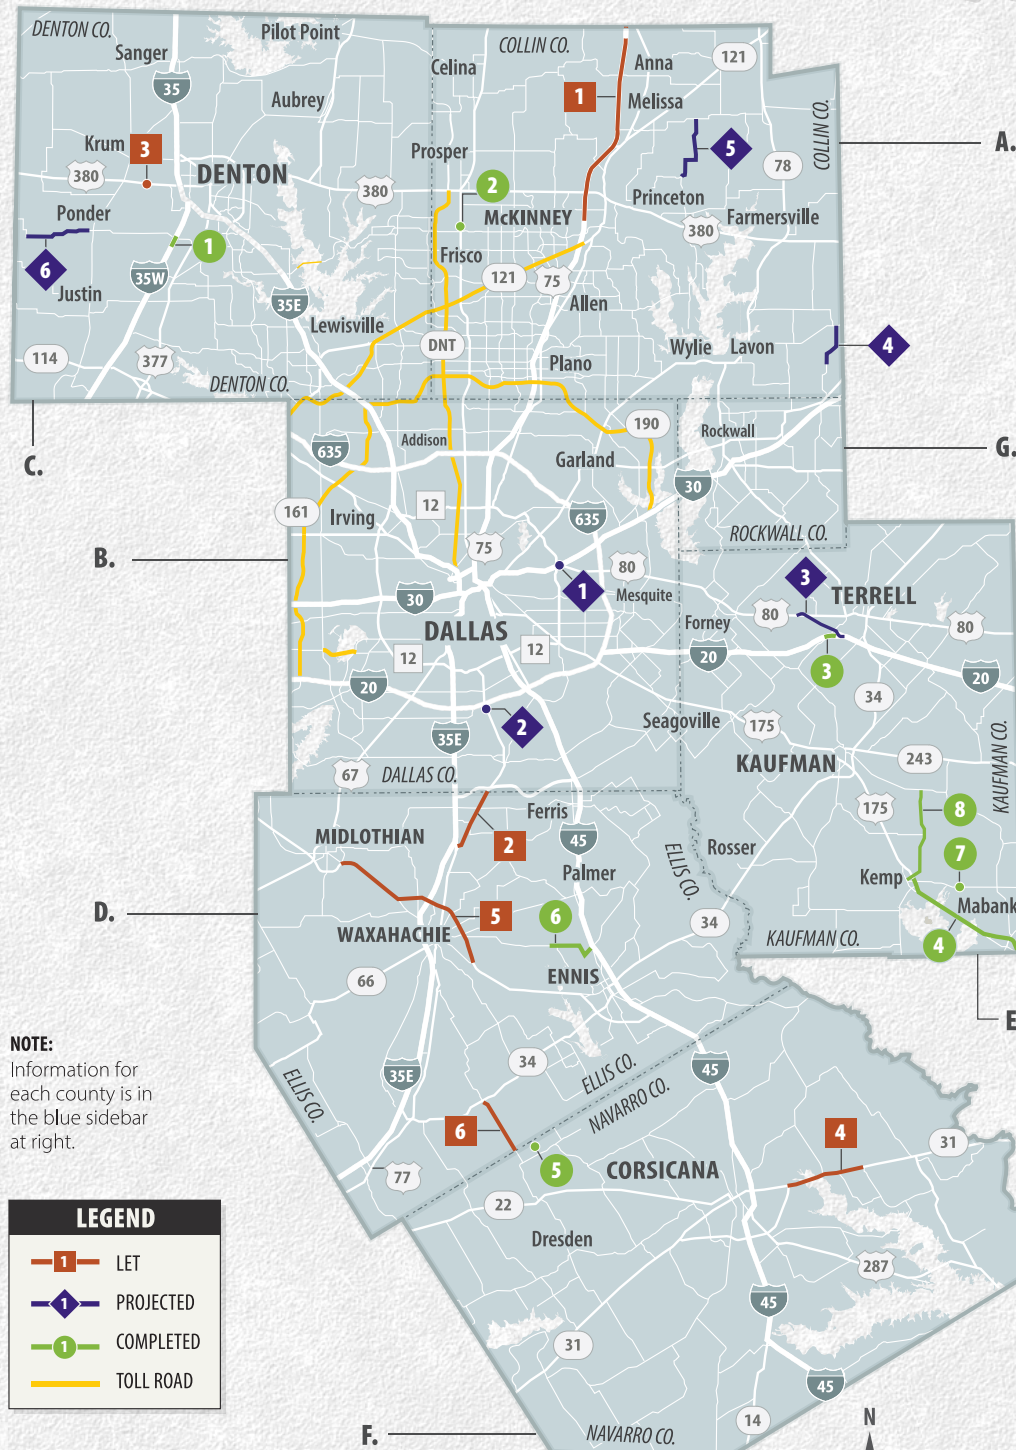 DENTON CO.
Pilot Point
Sanger
COLLIN CO.
Celina
Anna
121
35
Aubrey
1
Melissa
COLLIN CO.
A.
Krum
3
Prosper
5
78
380
DENTON
380
2
Princeton
Ponder
McKINNEY
Farmersville
380
1
6
Frisco
35W
121
75
Justin
35E
Allen
Lewisville
DNT
Wylie
Lavon
4
114
377
Plano
DENTON CO.
C.
190
Rockwall
G.
635
Addison
Garland
30
12
161
Irving
635
ROCKWALL CO.
75
B.
80
3
1
Mesquite
TERRELL
30
80
Forney
80
DALLAS
12
12
20
3
20
20
34
2
Seagoville
175
35E
KAUFMAN
243
KAUFMAN CO.
67
DALLAS CO.
175
8
Ferris
MIDLOTHIAN
45
2
ELLIS CO.
Rosser
7
Palmer
Kemp
D.
5
6
Mabank
34
WAXAHACHIE
KAUFMAN CO.
4
ENNIS
66
E
NOTE:
Information for
each county is in
the blue sidebar
at right.
34
ELLIS CO.
45
35E
ELLIS CO.
NAVARRO CO.
6
4
31
5
CORSICANA
77
22
LEGEND
Dresden
1 LET
287
1 PROJECTED
45
1 COMPLETED
31
TOLL ROAD
45
14
N
F.
NAVARRO CO.